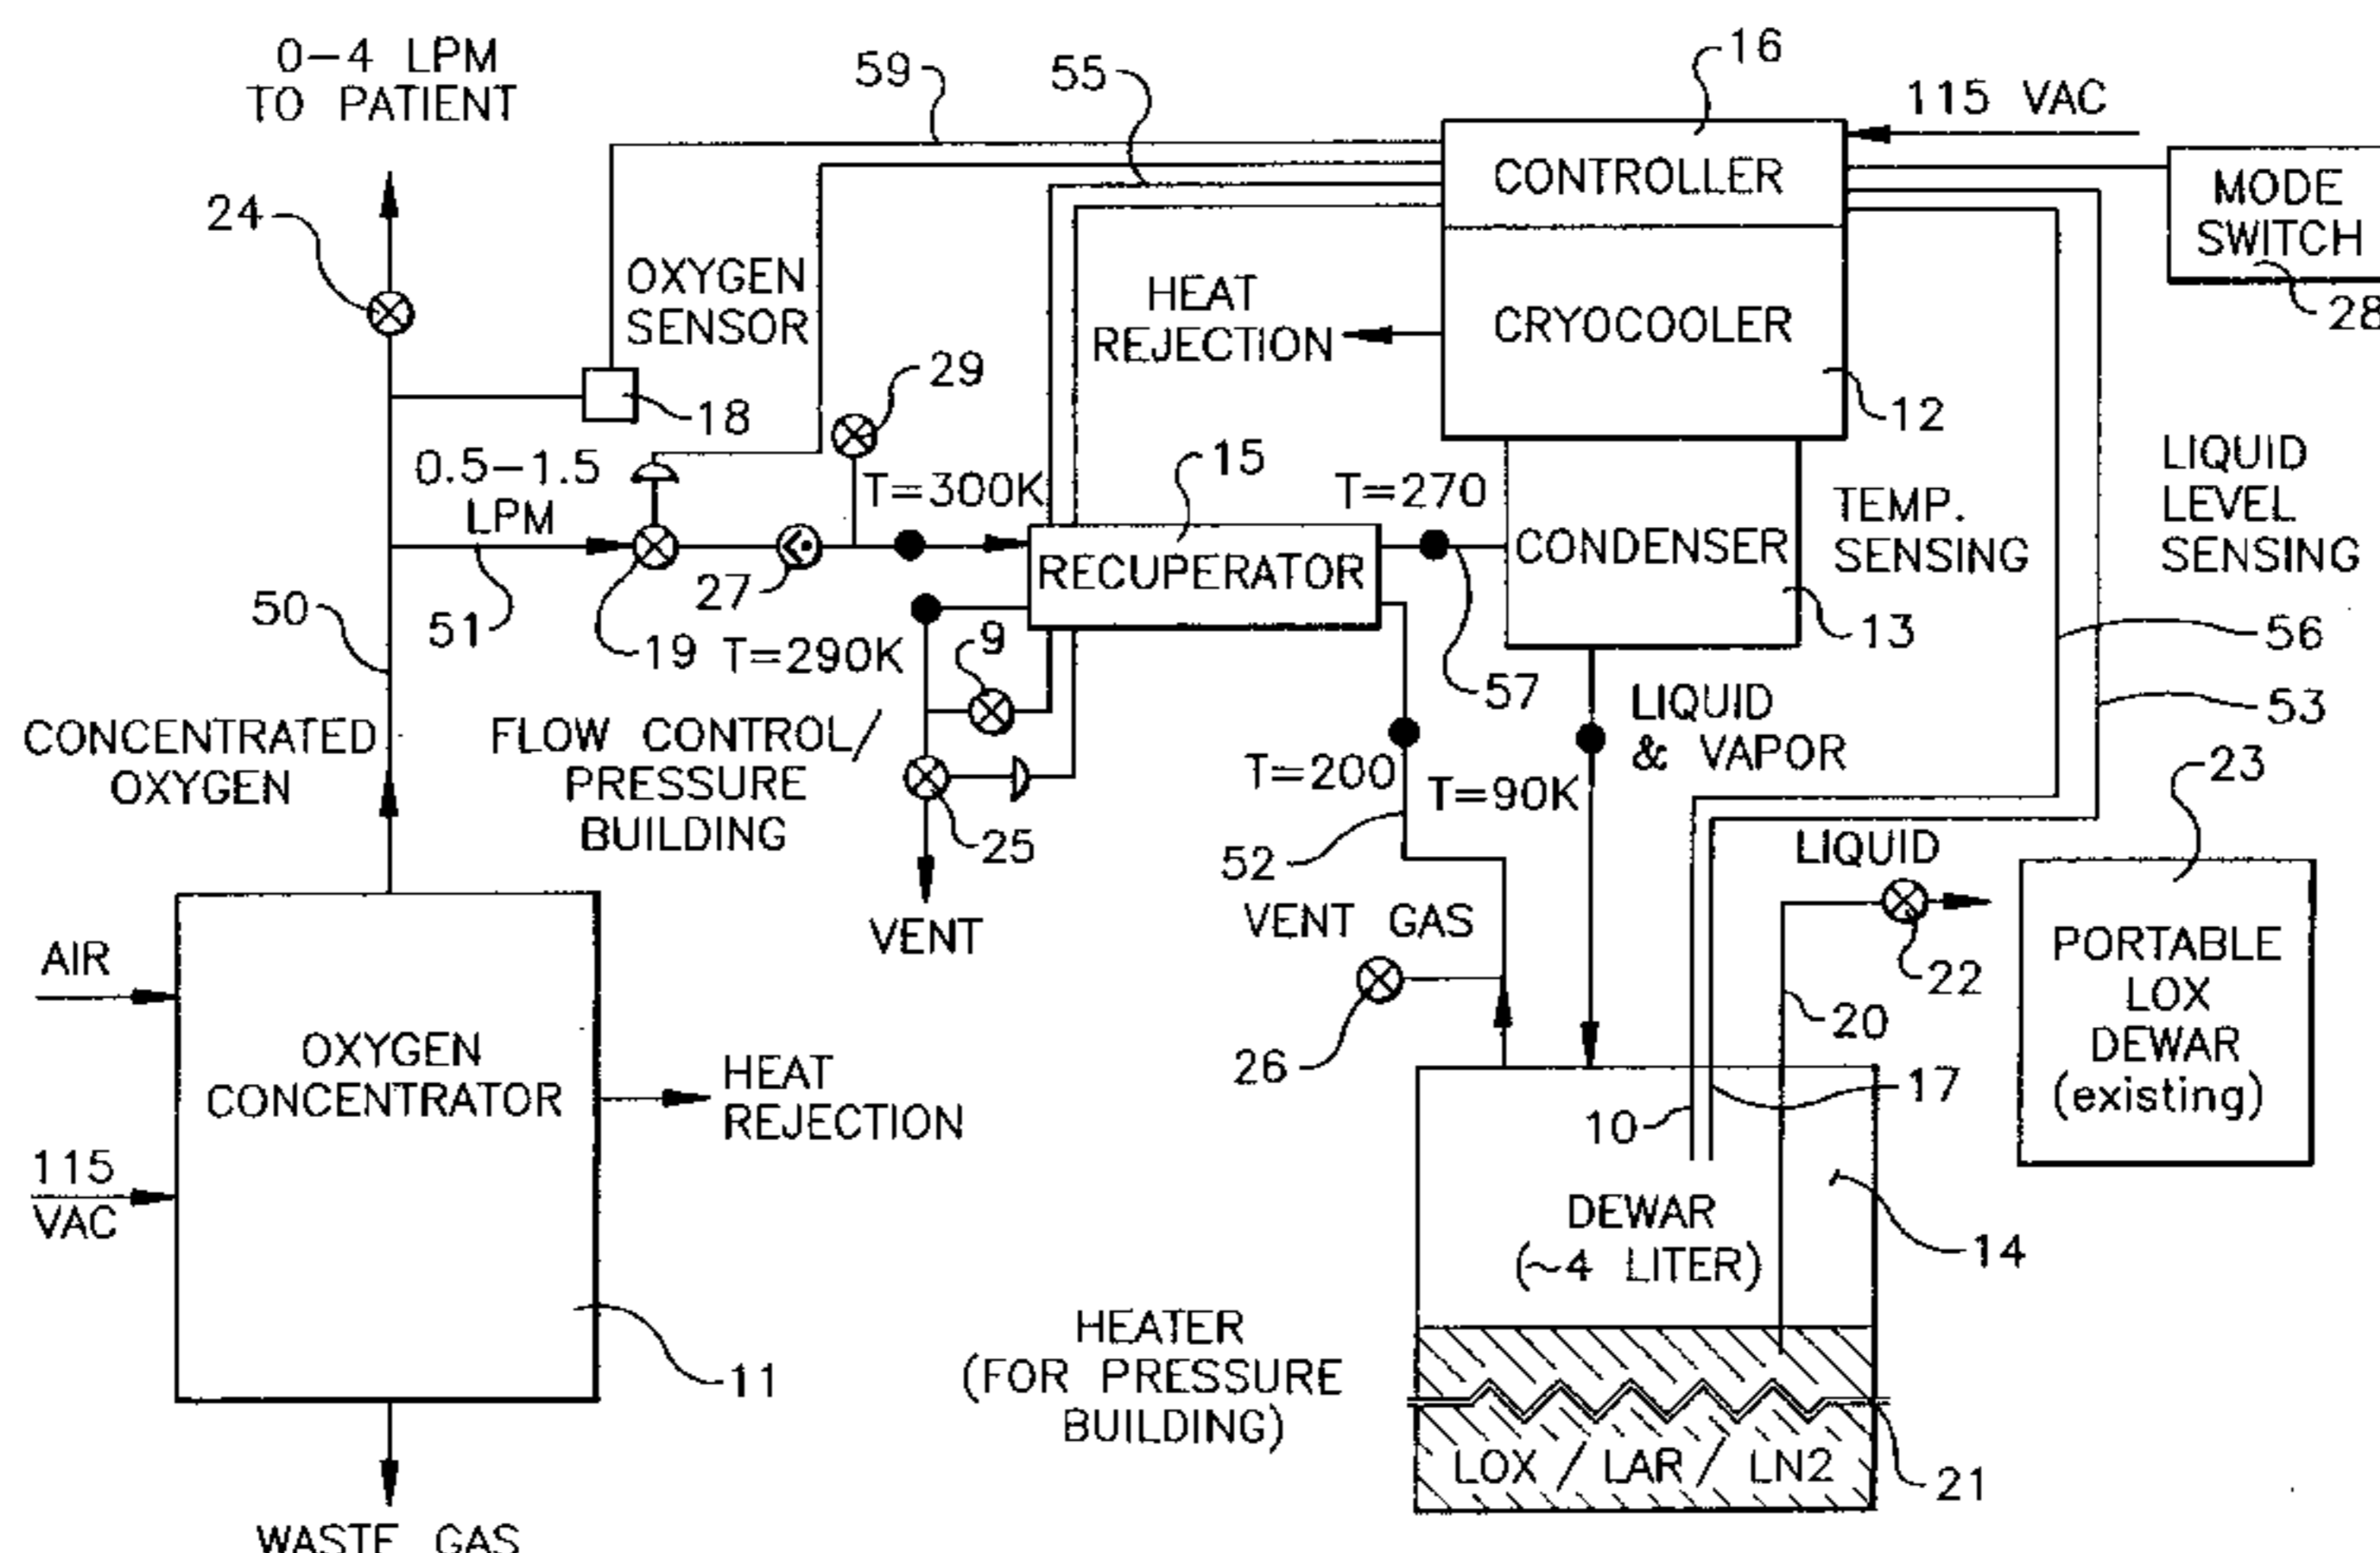 0-4 LPM
TO PATIENT
59
55
16
115 VAC
CONTROLLER
MODE
SWITCH
28
24
OXYGEN
SENSOR
HEAT
REJECTION
CRYOCOOLER
12
29
18
0.5-1.5
LPM
T=300K
15
T=270
LIQUID
LEVEL
SENSING
TEMP.
SENSING
CONDENSER
RECUPERATOR
27
50
51
19
T=290K
9
57
13
56
53
CONCENTRATED
OXYGEN
FLOW CONTROL/
PRESSURE
BUILDING
25
T=200
T=90K
LIQUID
& VAPOR
23
52
LIQUID
VENT
VENT GAS
22
AIR
20
PORTABLE
LOX
DEWAR
(existing)
26
OXYGEN
CONCENTRATOR
HEAT
REJECTION
10
17
115
VAC
DEWAR
(~4 LITER)
14
HEATER
(FOR PRESSURE
BUILDING)
11
LOX / LAR / LN2
21
WASTE GAS